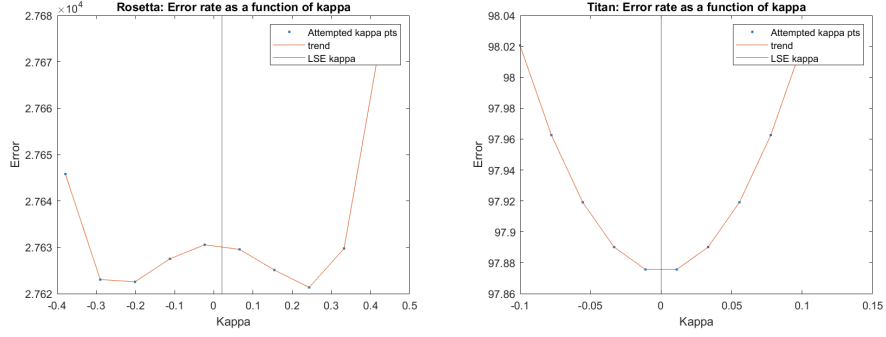 Rosetta: Error rate as a function of kappa
×10⁴
2.768
2.767
2.766
2.765
2.764
2.763
2.762
Error
-0.4
-0.3
-0.2
-0.1
0
0.1
0.2
0.3
0.4
0.5
Kappa
Attempted kappa pts
trend
LSE kappa
Titan: Error rate as a function of kappa
98.04
98.02
98
97.98
97.96
97.94
97.92
97.9
97.88
97.86
Error
-0.1
-0.05
0
0.05
0.1
0.15
Kappa
Attempted kappa pts
trend
LSE kappa